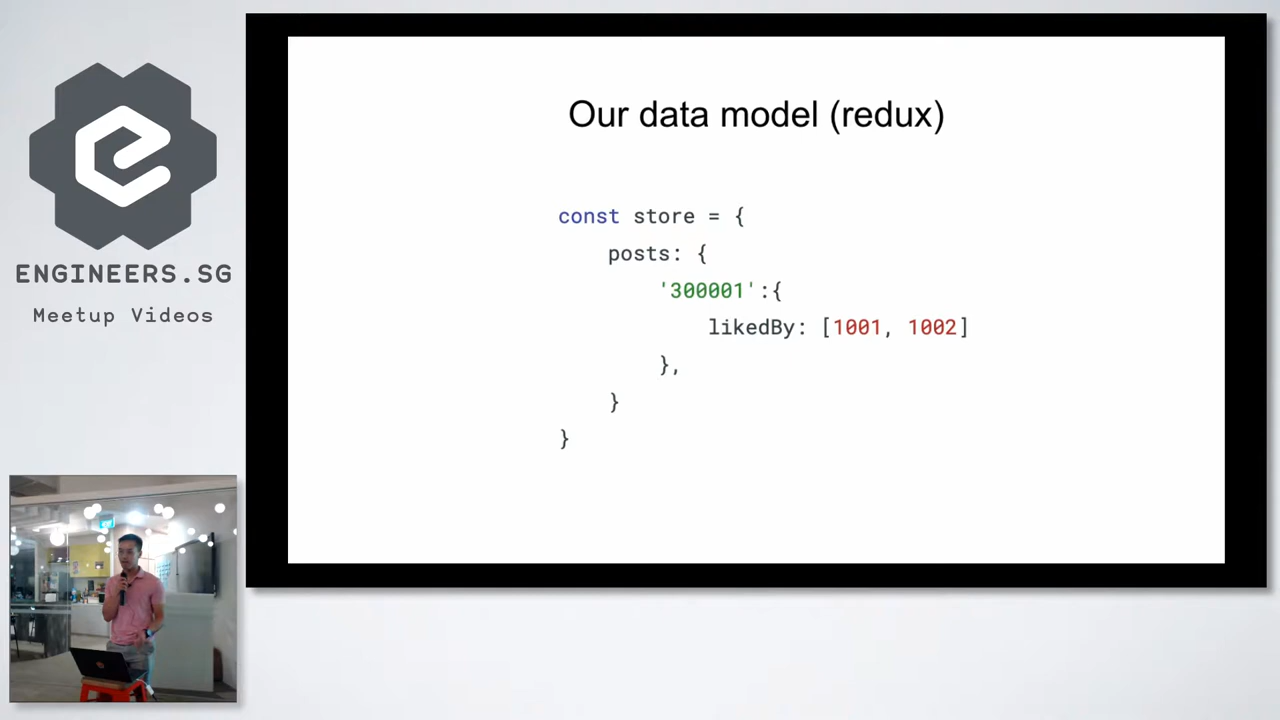 ENGINEERS.SG
Meetup Videos
Our data model (redux)
const store = {
posts: {
'300001':{
likedBy: [1001, 1002]
},
}
}